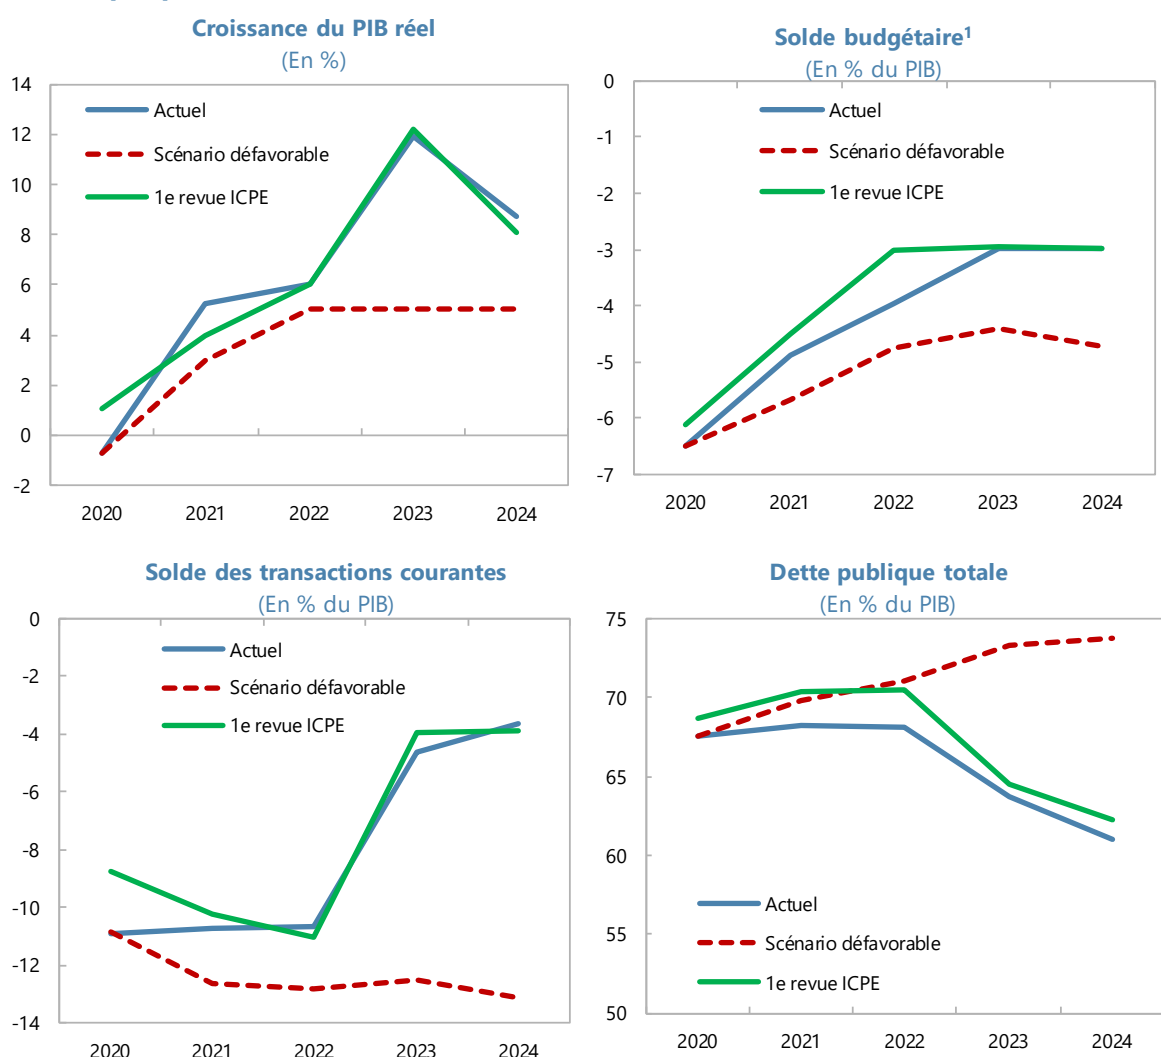 Croissance du PIB réel
(En %)
14
12
10
8
6
4
2
0
-2
Actuel
Scénario défavorable
1e revue ICPE
2020 2021 2022 2023 2024
Solde budgétaire¹
(En % du PIB)
0
-1
-2
-3
-4
-5
-6
-7
Actuel
Scénario défavorable
1e revue ICPE
2020 2021 2022 2023 2024
Solde des transactions courantes
(En % du PIB)
0
-2
-4
-6
-8
-10
-12
-14
Actuel
Scénario défavorable
1e revue ICPE
2020 2021 2022 2023 2024
Dette publique totale
(En % du PIB)
75
70
65
60
55
50
Actuel
Scénario défavorable
1e revue ICPE
2020 2021 2022 2023 2024